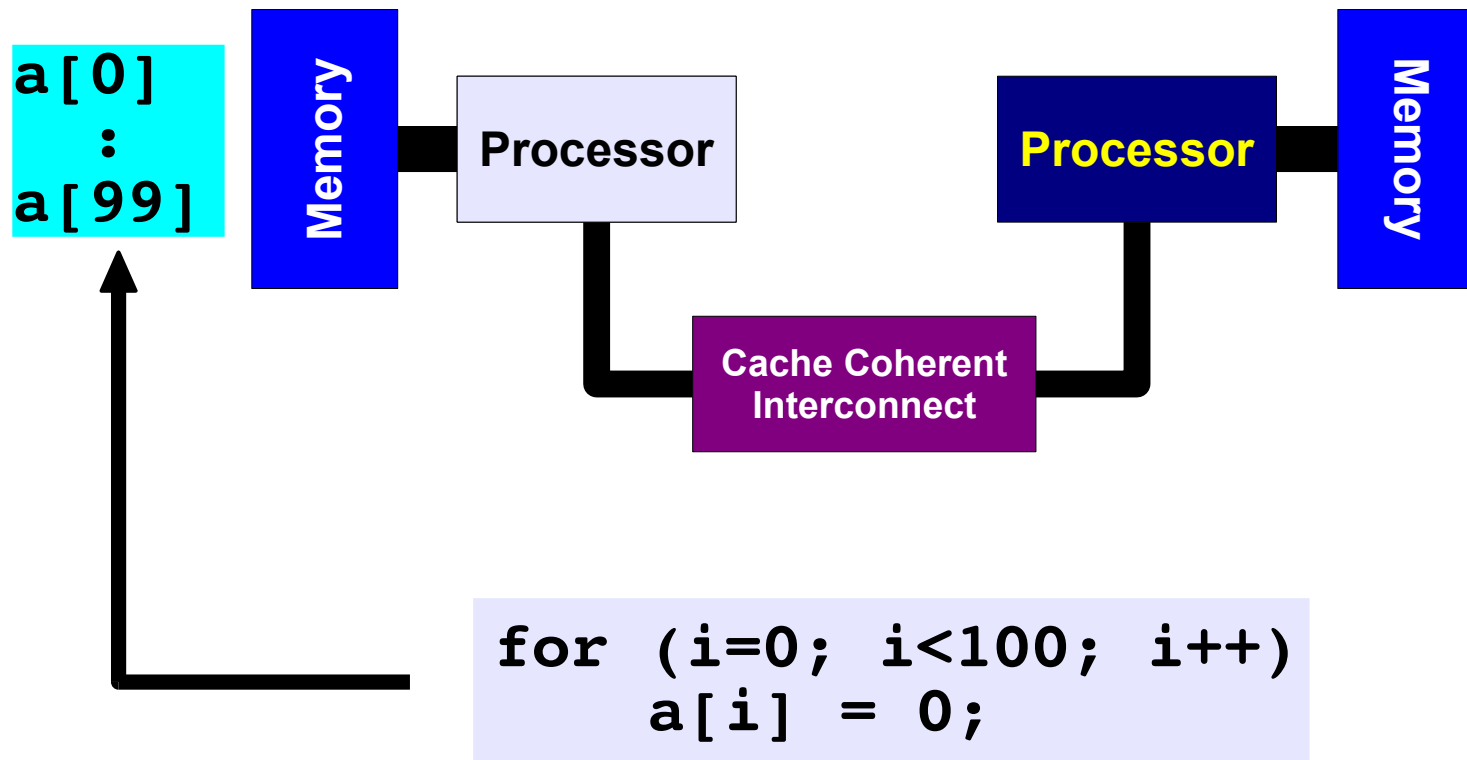 a[0]
:
a[99]
Memory
Processor
Processor
Memory
Cache Coherent
Interconnect
for (i=0; i<100; i++)
a[i] = 0;